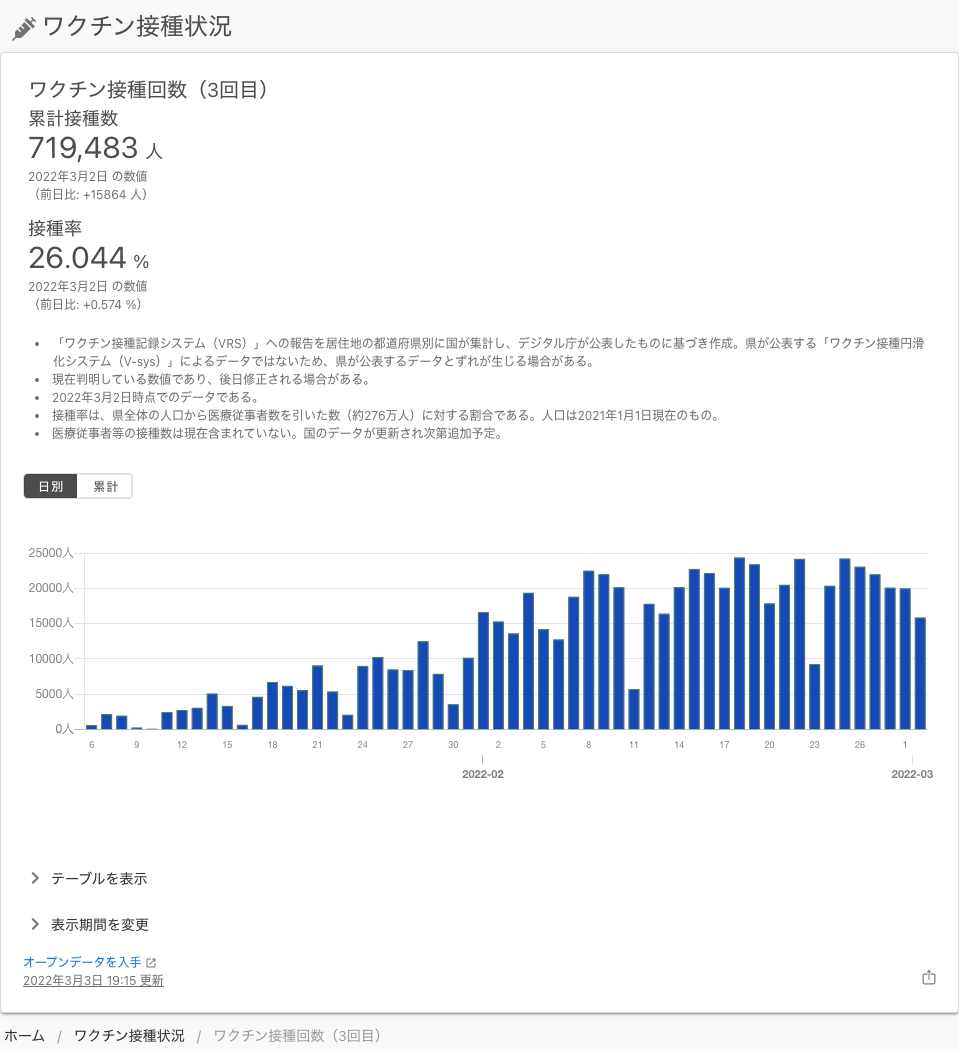 ワクチン接種状況
ワクチン接種回数（3回目）
累計接種数
719,483 人
2022年3月2日 の数値
（前日比: +15864 人）
接種率
26.044 %
2022年3月2日 の数値
（前日比: +0.574 %）
• 「ワクチン接種記録システム（VRS）」への報告を居住地の都道府県別に国が集計し、デジタル庁が公表したものに基づき作成。県が公表する「ワクチン接種円滑
化システム（V-sys）」によるデータではないため、県が公表するデータとずれが生じる場合がある。
• 現在判明している数値であり、後日修正される場合がある。
• 2022年3月2日時点でのデータである。
• 接種率は、県全体の人口から医療従事者数を引いた数（約276万人）に対する割合である。人口は2021年1月1日現在のもの。
• 医療従事者等の接種数は現在含まれていない。国のデータが更新され次第追加予定。
日別 累計
25000人
20000人
15000人
10000人
5000人
0人
6 9 12 15 18 21 24 27 30 2 5 8 11 14 17 20 23 26 1
2022-02 2022-03
テーブルを表示
表示期間を変更
オープンデータを入手
2022年3月3日 19:15 更新
ホーム / ワクチン接種状況 / ワクチン接種回数（3回目）